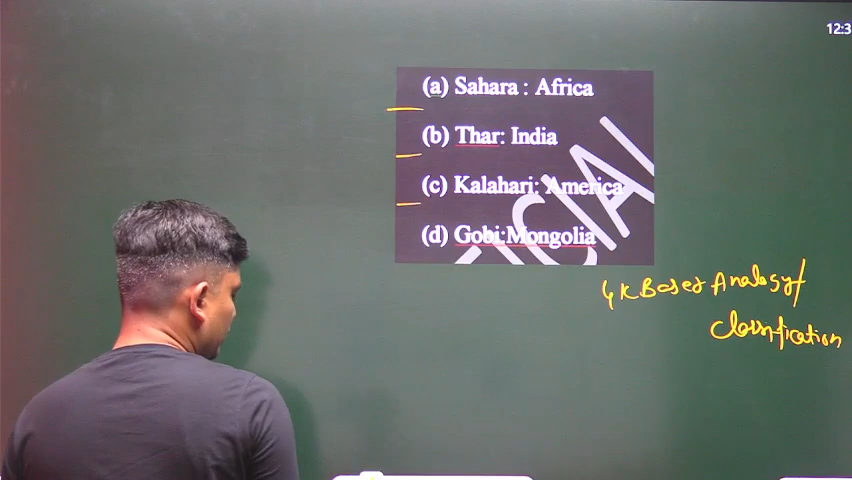 12:3
(a) Sahara : Africa
(b) Thar: India
(c) Kalahari: America
(d) Gobi:Mongolia
GK Based Analogy/
Classification